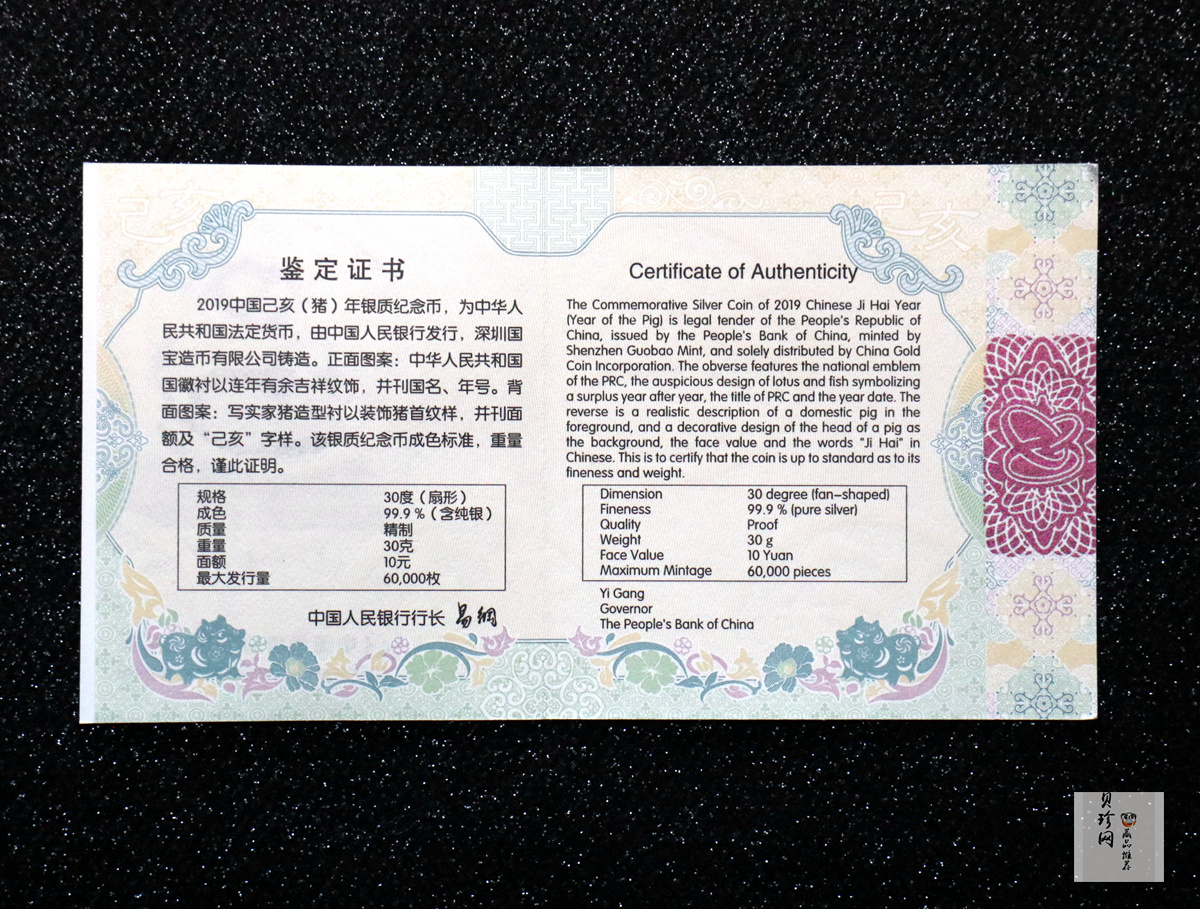 鉴定证书
2019中国己亥（猪）年银质纪念币，为中华人
民共和国法定货币，由中国人民银行发行，深圳国
宝造币有限公司铸造。正面图案：中华人民共和国
国徽衬以连年有余吉祥纹饰，并刊国名、年号。背
面图案：写实家猪造型衬以装饰猪首纹样，并刊面
额及“己亥”字样。该银质纪念币成色标准，重量
合格，谨此证明。
规格 30度（扇形）
成色 99.9％（含纯银）
质量 精制
重量 30克
面额 10元
最大发行量 60,000枚
中国人民银行行长 易纲
Certificate of Authenticity
The Commemorative Silver Coin of 2019 Chinese Ji Hai Year
(Year of the Pig) is legal tender of the People's Republic of
China, issued by the People's Bank of China, minted by
Shenzhen Guobao Mint, and solely distributed by China Gold
Coin Incorporation. The obverse features the national emblem
of the PRC, the auspicious design of lotus and fish symbolizing
a surplus year after year, the title of PRC and the year date. The
reverse is a realistic description of a domestic pig in the
foreground, and a decorative design of the head of a pig as
the background, the face value and the words "Ji Hai" in
Chinese. This is to certify that the coin is up to standard as to its
fineness and weight.
Dimension 30 degree (fan-shaped)
Fineness 99.9 % (pure silver)
Quality Proof
Weight 30 g
Face Value 10 Yuan
Maximum Mintage 60,000 pieces
Yi Gang
Governor
The People's Bank of China
己亥
己亥
贝珍网
藏品推荐